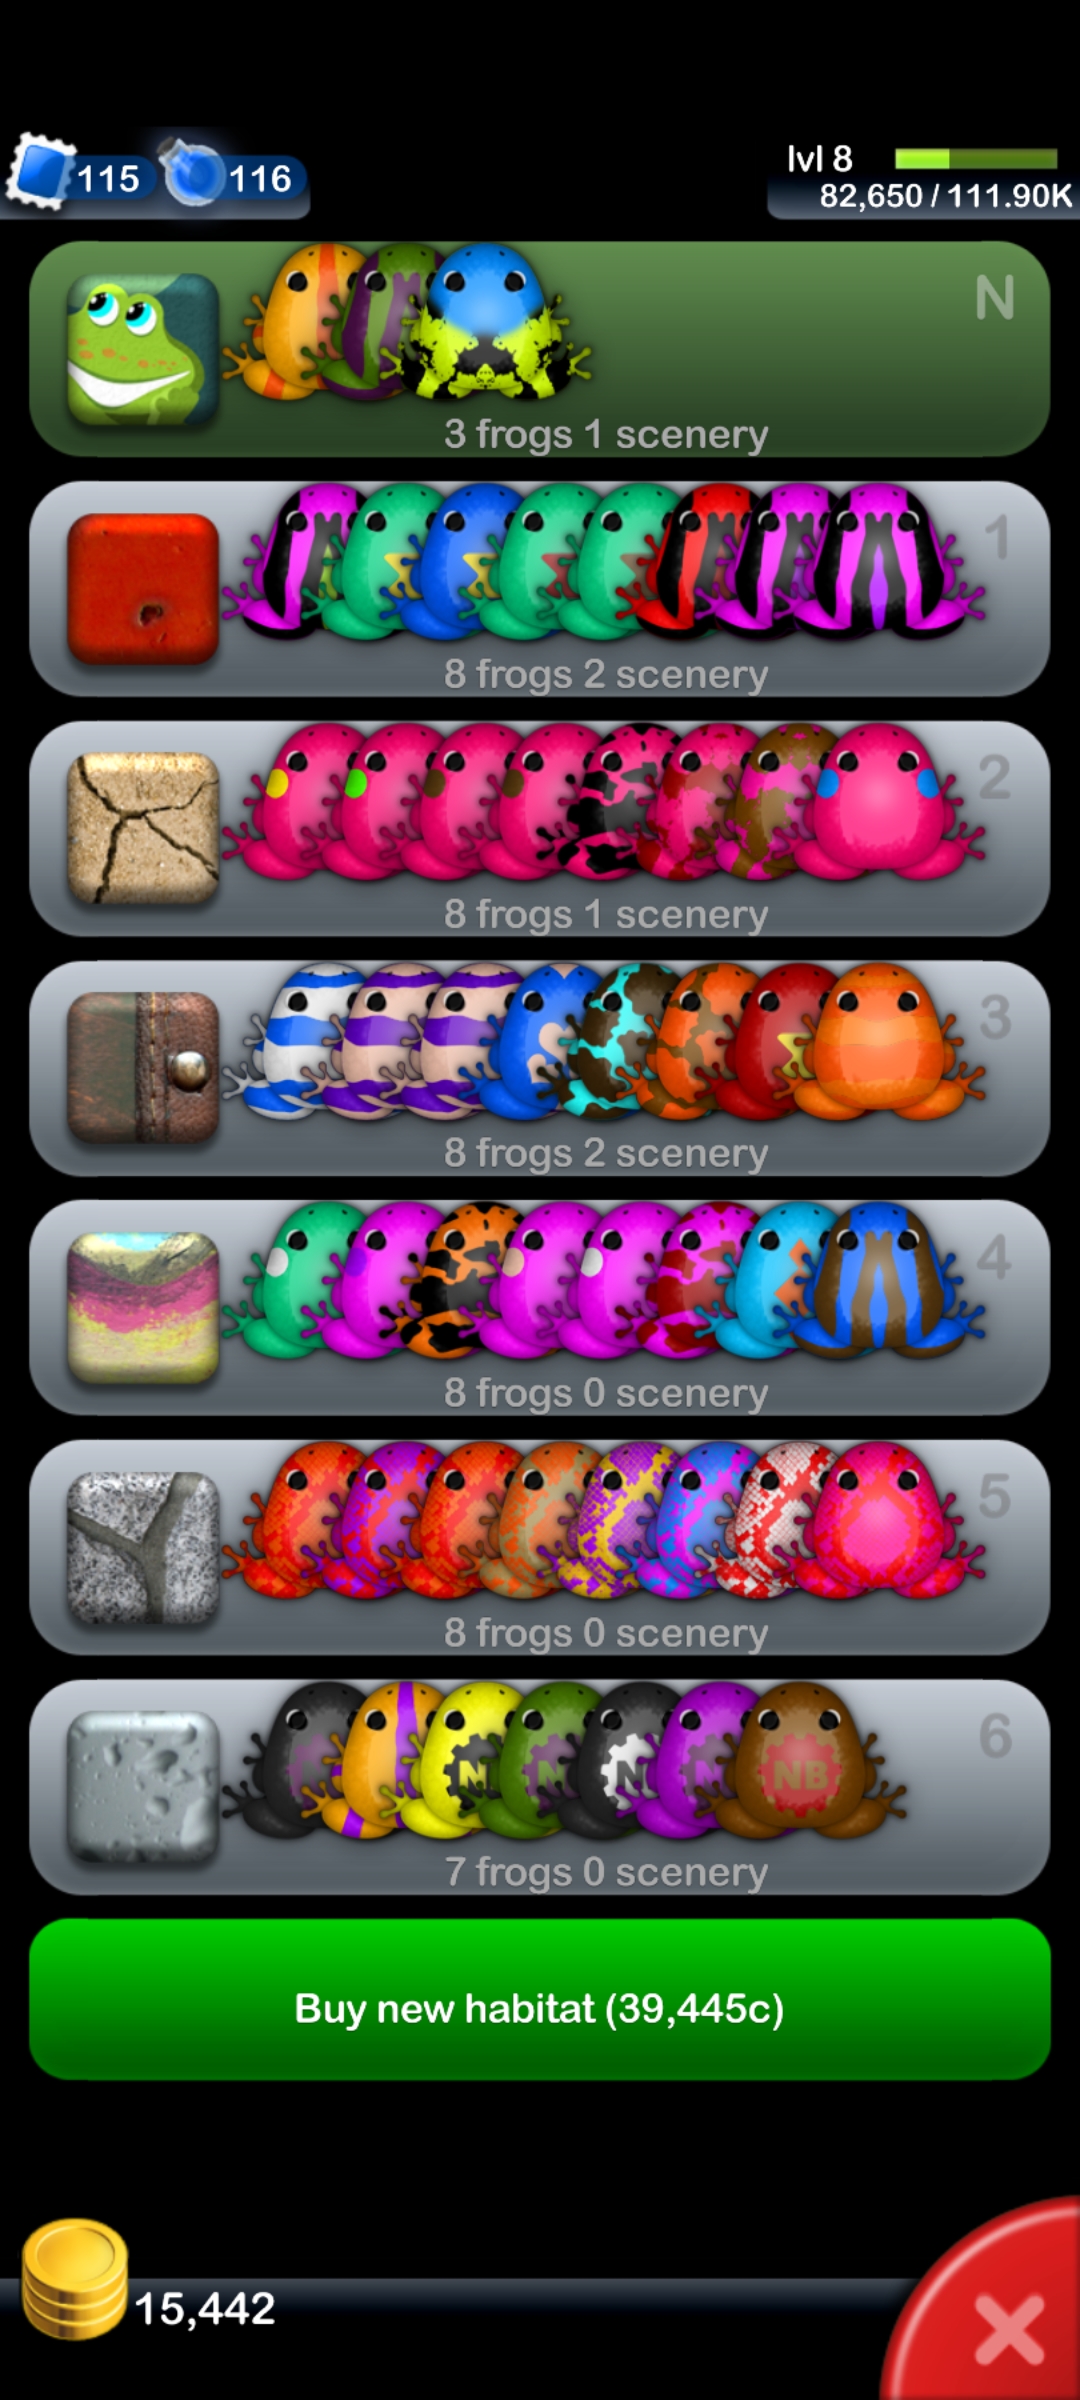 115 116
lvl 8
82,650 / 111.90K
N
3 frogs 1 scenery
1
8 frogs 2 scenery
2
8 frogs 1 scenery
3
8 frogs 2 scenery
4
8 frogs 0 scenery
5
8 frogs 0 scenery
6
N N N NB
7 frogs 0 scenery
Buy new habitat (39,445c)
15,442